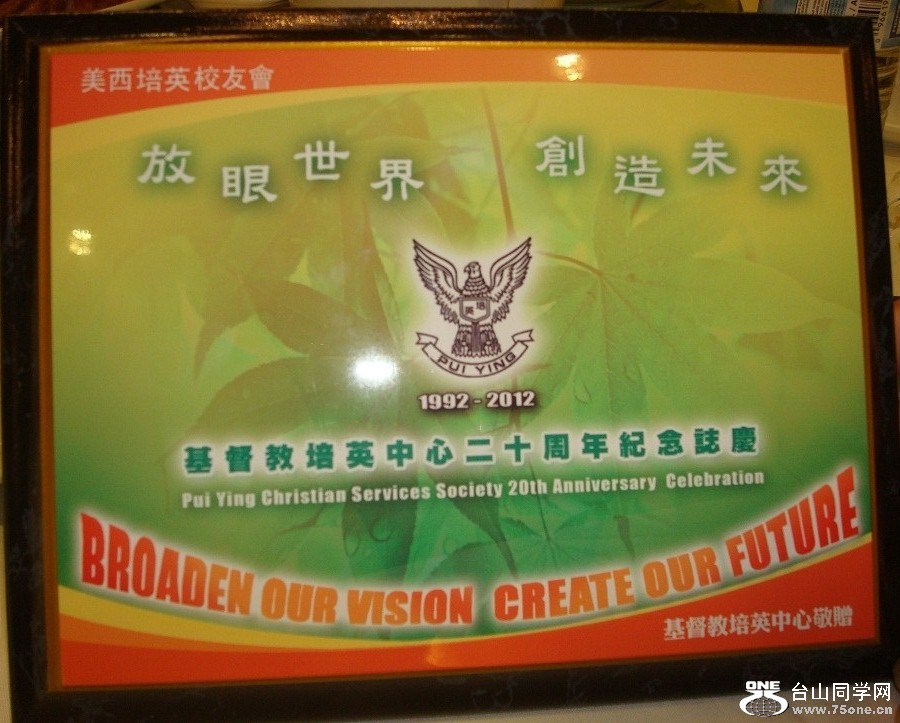 美西培英校友會
放眼世界 創造未來
培英
PUI YING
1992 - 2012
基督教培英中心二十周年紀念誌慶
Pui Ying Christian Services Society 20th Anniversary Celebration
BROADEN OUR VISION CREATE OUR FUTURE
基督教培英中心敬贈
ONE 台山同学网
www.75one.cn